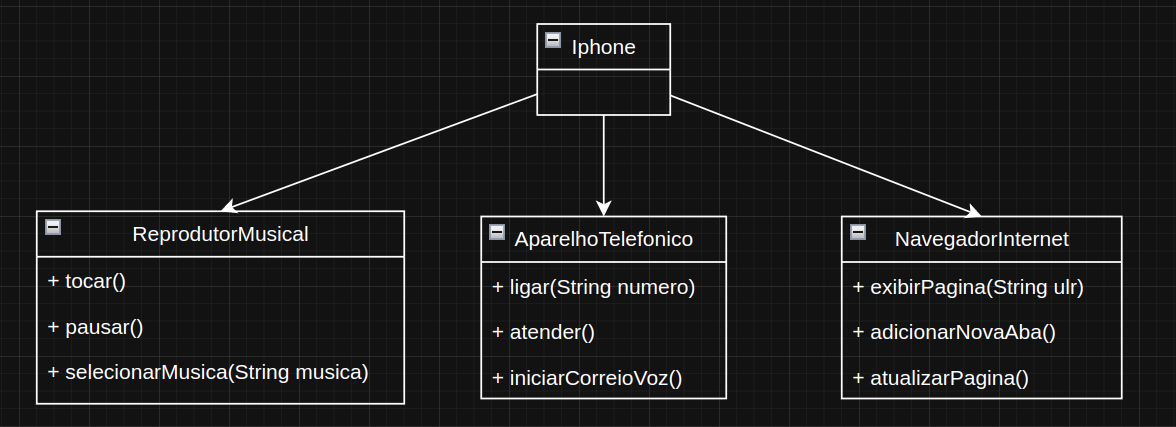 Iphone
ReprodutorMusical
+ tocar()
+ pausar()
+ selecionarMusica(String musica)
AparelhoTelefonico
+ ligar(String numero)
+ atender()
+ iniciarCorreioVoz()
NavegadorInternet
+ exibirPagina(String ulr)
+ adicionarNovaAba()
+ atualizarPagina()